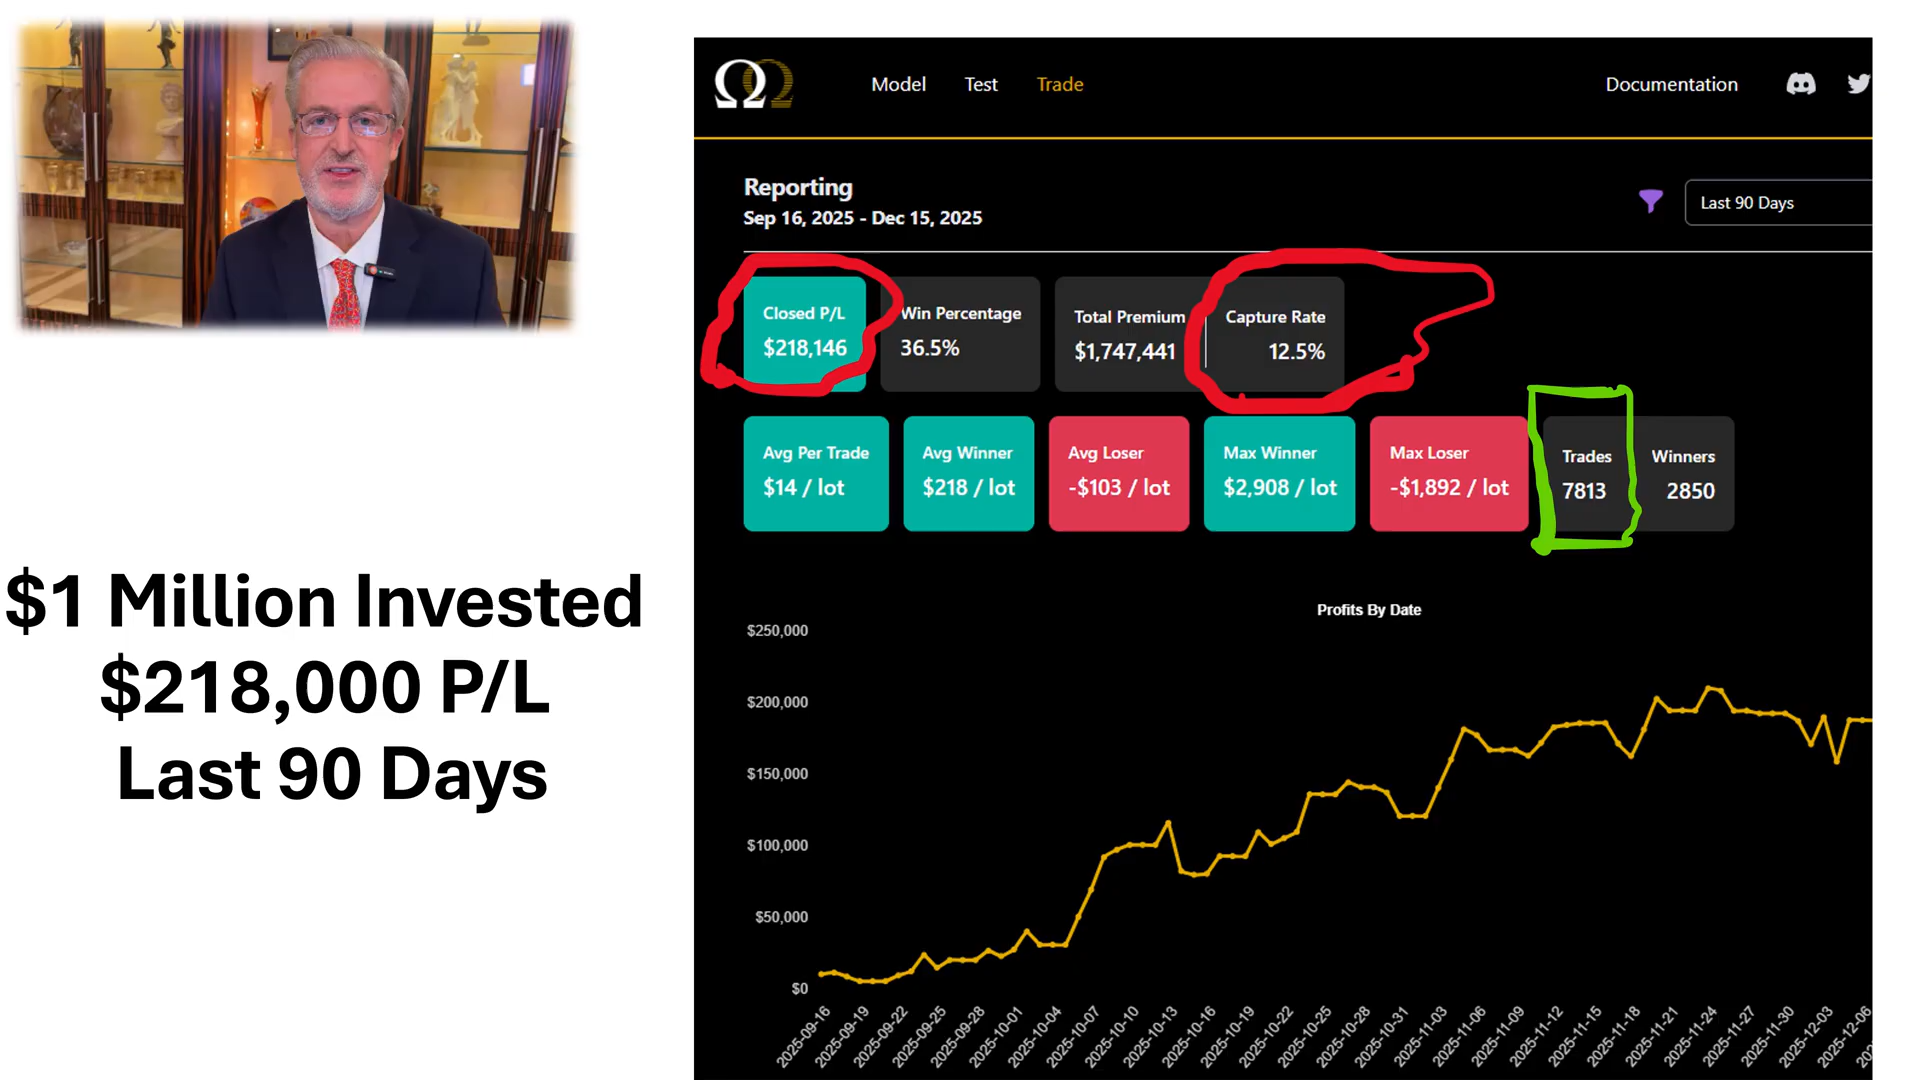 Model Test Trade Documentation
Reporting
Sep 16, 2025 - Dec 15, 2025
Last 90 Days
Closed P/L
$218,146
Win Percentage
36.5%
Total Premium
$1,747,441
Capture Rate
12.5%
Avg Per Trade
$14 / lot
Avg Winner
$218 / lot
Avg Loser
-$103 / lot
Max Winner
$2,908 / lot
Max Loser
-$1,892 / lot
Trades
7813
Winners
2850
$1 Million Invested
$218,000 P/L
Last 90 Days
Profits By Date
$250,000
$200,000
$150,000
$100,000
$50,000
$0
2025-09-16
2025-09-19
2025-09-22
2025-09-25
2025-09-28
2025-10-01
2025-10-04
2025-10-07
2025-10-10
2025-10-13
2025-10-16
2025-10-19
2025-10-22
2025-10-25
2025-10-28
2025-10-31
2025-11-03
2025-11-06
2025-11-09
2025-11-12
2025-11-15
2025-11-18
2025-11-21
2025-11-24
2025-11-27
2025-11-30
2025-12-03
2025-12-06